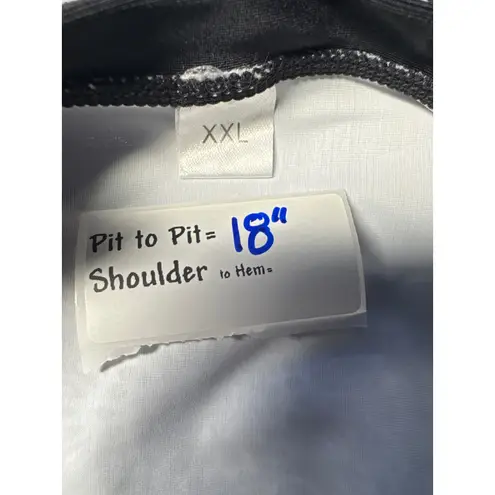 XXL
Pit to Pit= 18"
Shoulder to Hem=